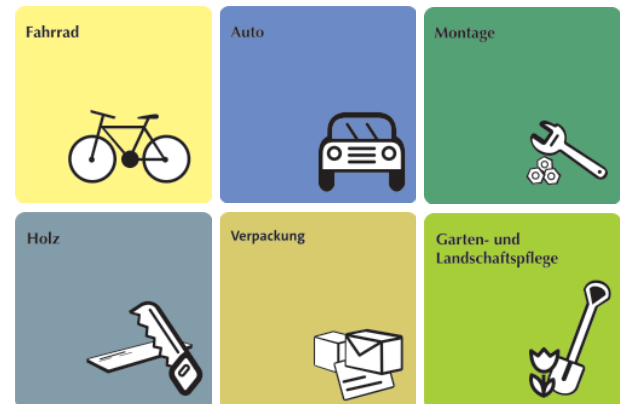 Fahrrad
Auto
Montage
Holz
Verpackung
Garten- und
Landschaftspflege